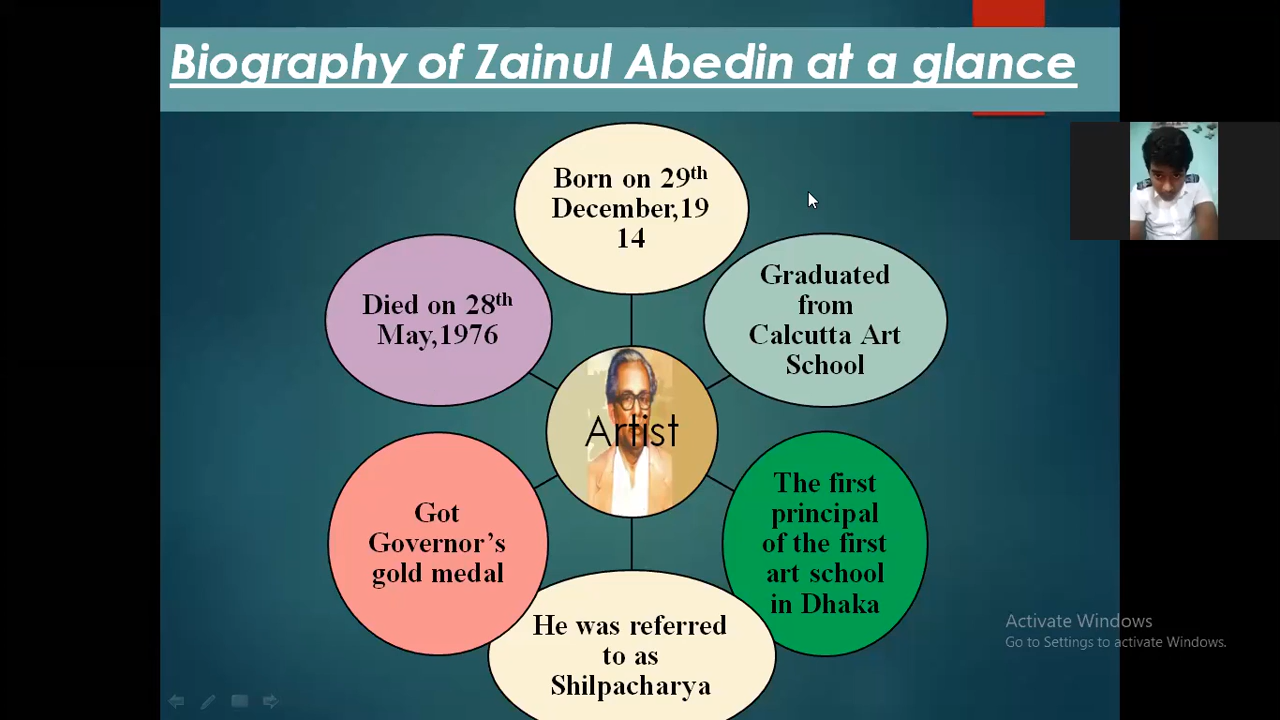 Biography of Zainul Abedin at a glance
Born on 29th
December,19
14
Graduated
from
Calcutta Art
School
The first
principal
of the first
art school
in Dhaka
He was referred
to as
Shilpacharya
Got
Governor's
gold medal
Died on 28th
May,1976
Artist
Activate Windows
Go to Settings to activate Windows.